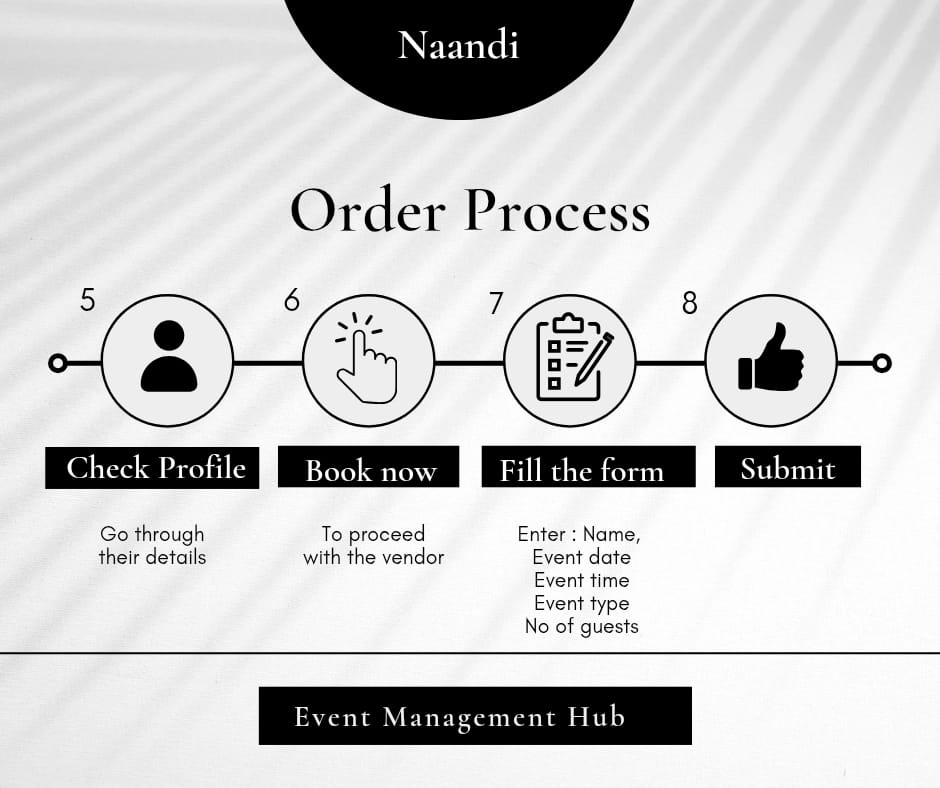 Naandi
Order Process
5
6
7
8
Check Profile
Book now
Fill the form
Submit
Go through
their details
To proceed
with the vendor
Enter : Name,
Event date
Event time
Event type
No of guests
Event Management Hub